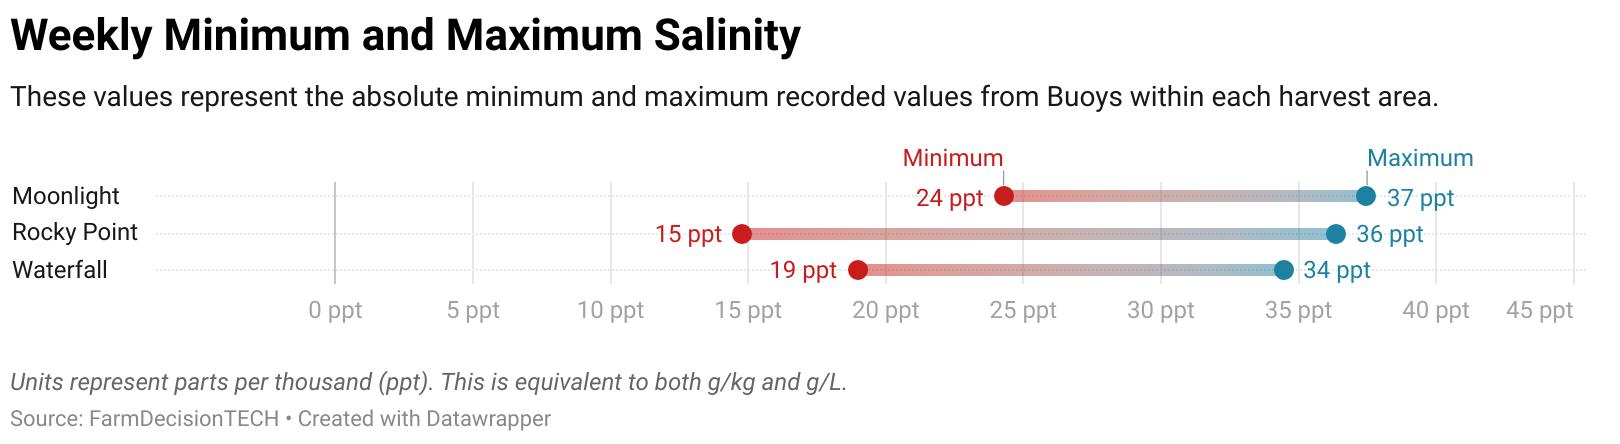 Weekly Minimum and Maximum Salinity
These values represent the absolute minimum and maximum recorded values from Buoys within each harvest area.
Minimum Maximum
Moonlight 24 ppt 37 ppt
Rocky Point 15 ppt 36 ppt
Waterfall 19 ppt 34 ppt
0 ppt 5 ppt 10 ppt 15 ppt 20 ppt 25 ppt 30 ppt 35 ppt 40 ppt 45 ppt
Units represent parts per thousand (ppt). This is equivalent to both g/kg and g/L.
Source: FarmDecisionTECH • Created with Datawrapper